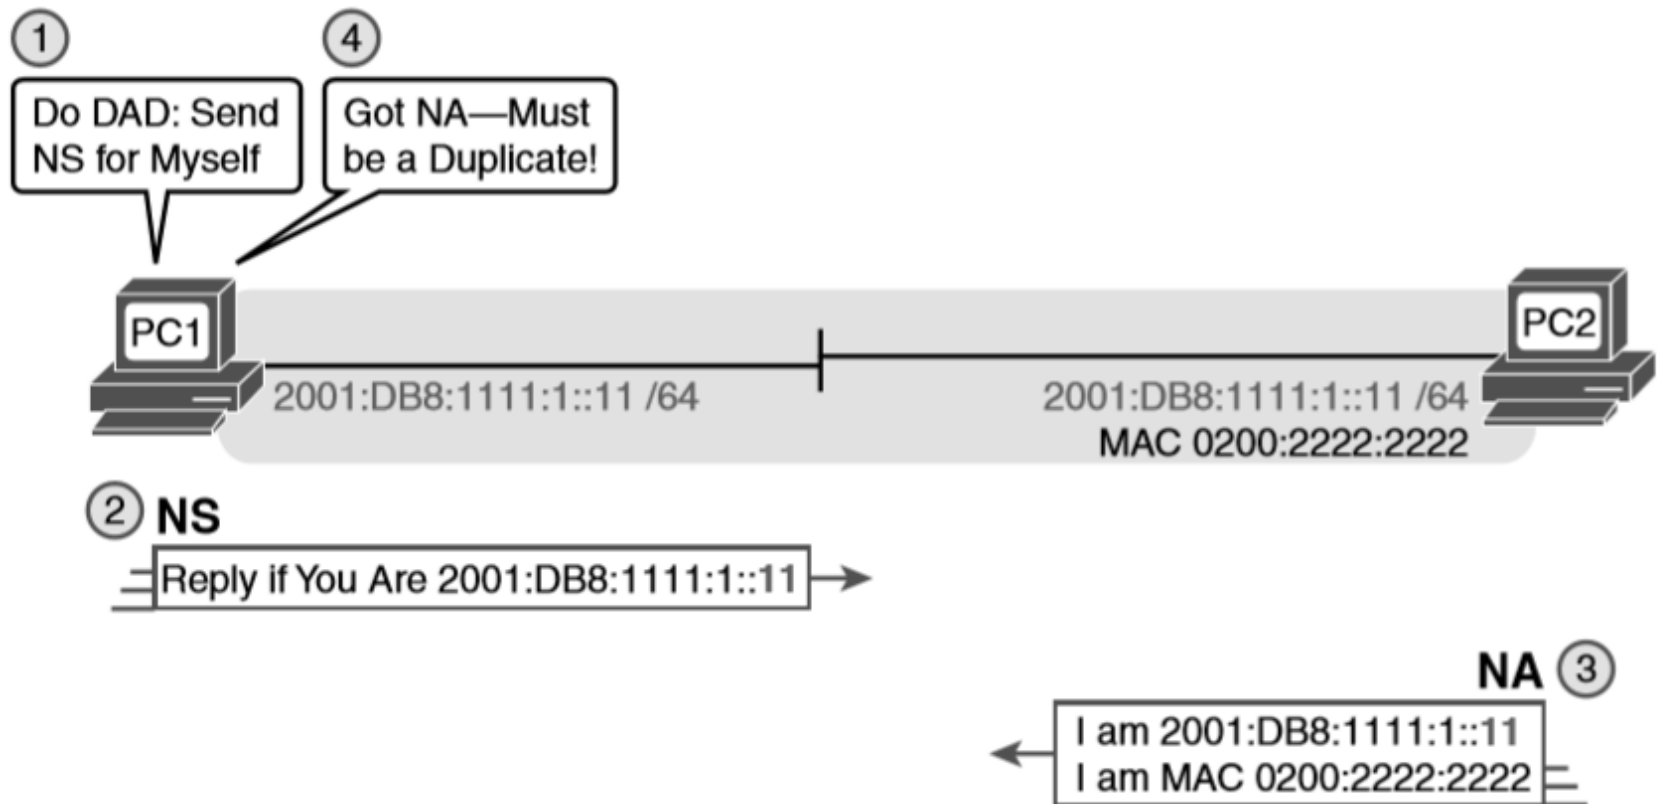 1
4
Do DAD: Send
NS for Myself
Got NA—Must
be a Duplicate!
PC1
PC2
2001:DB8:1111:1::11 /64
2001:DB8:1111:1::11 /64
MAC 0200:2222:2222
2 NS
Reply if You Are 2001:DB8:1111:1::11
NA 3
I am 2001:DB8:1111:1::11
I am MAC 0200:2222:2222